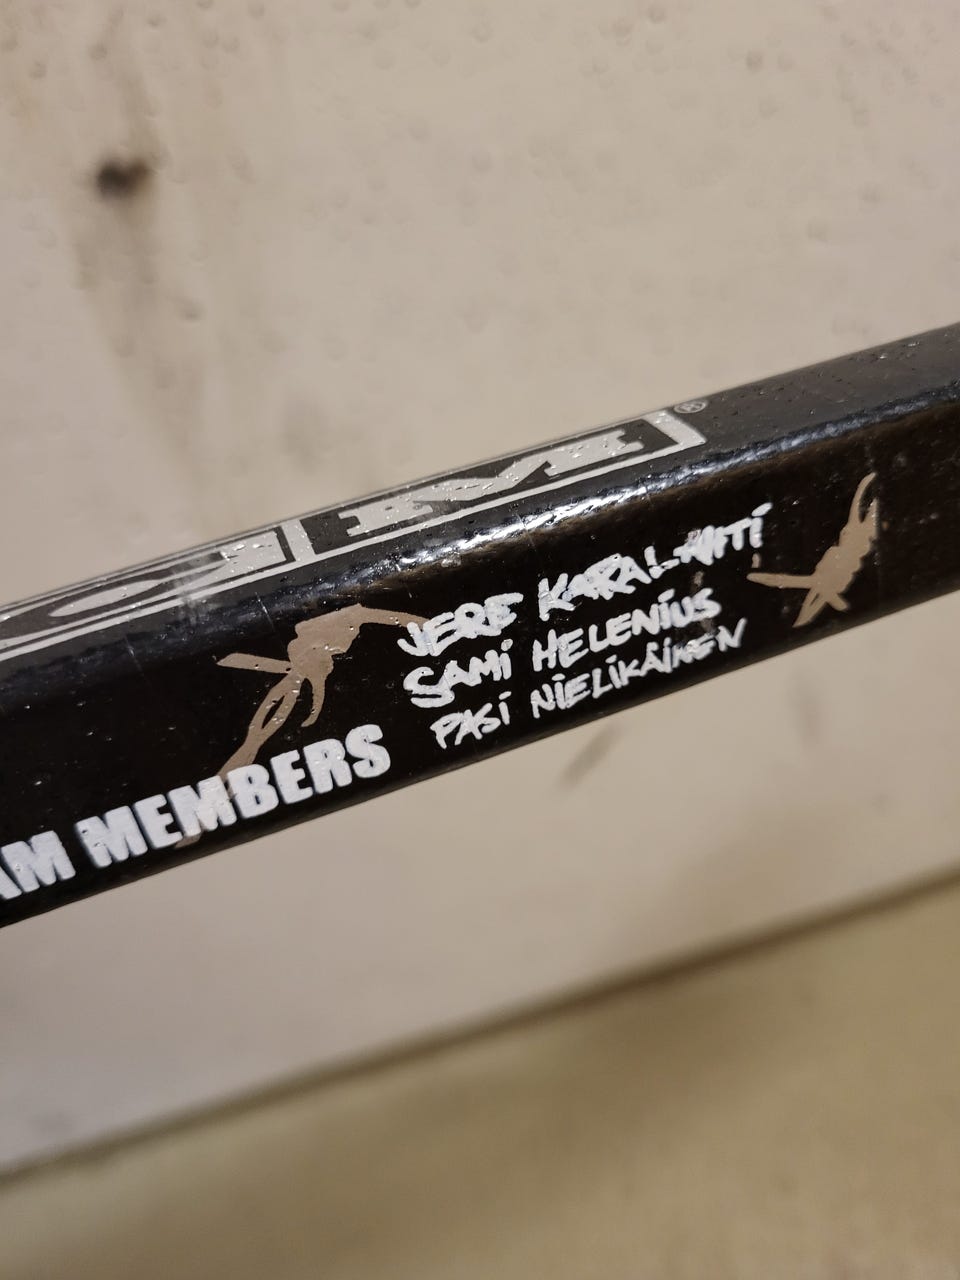 ®
JERE KARALAHTI
SAMI HELENIUS
PASI NIELIKÄINEN
AM MEMBERS